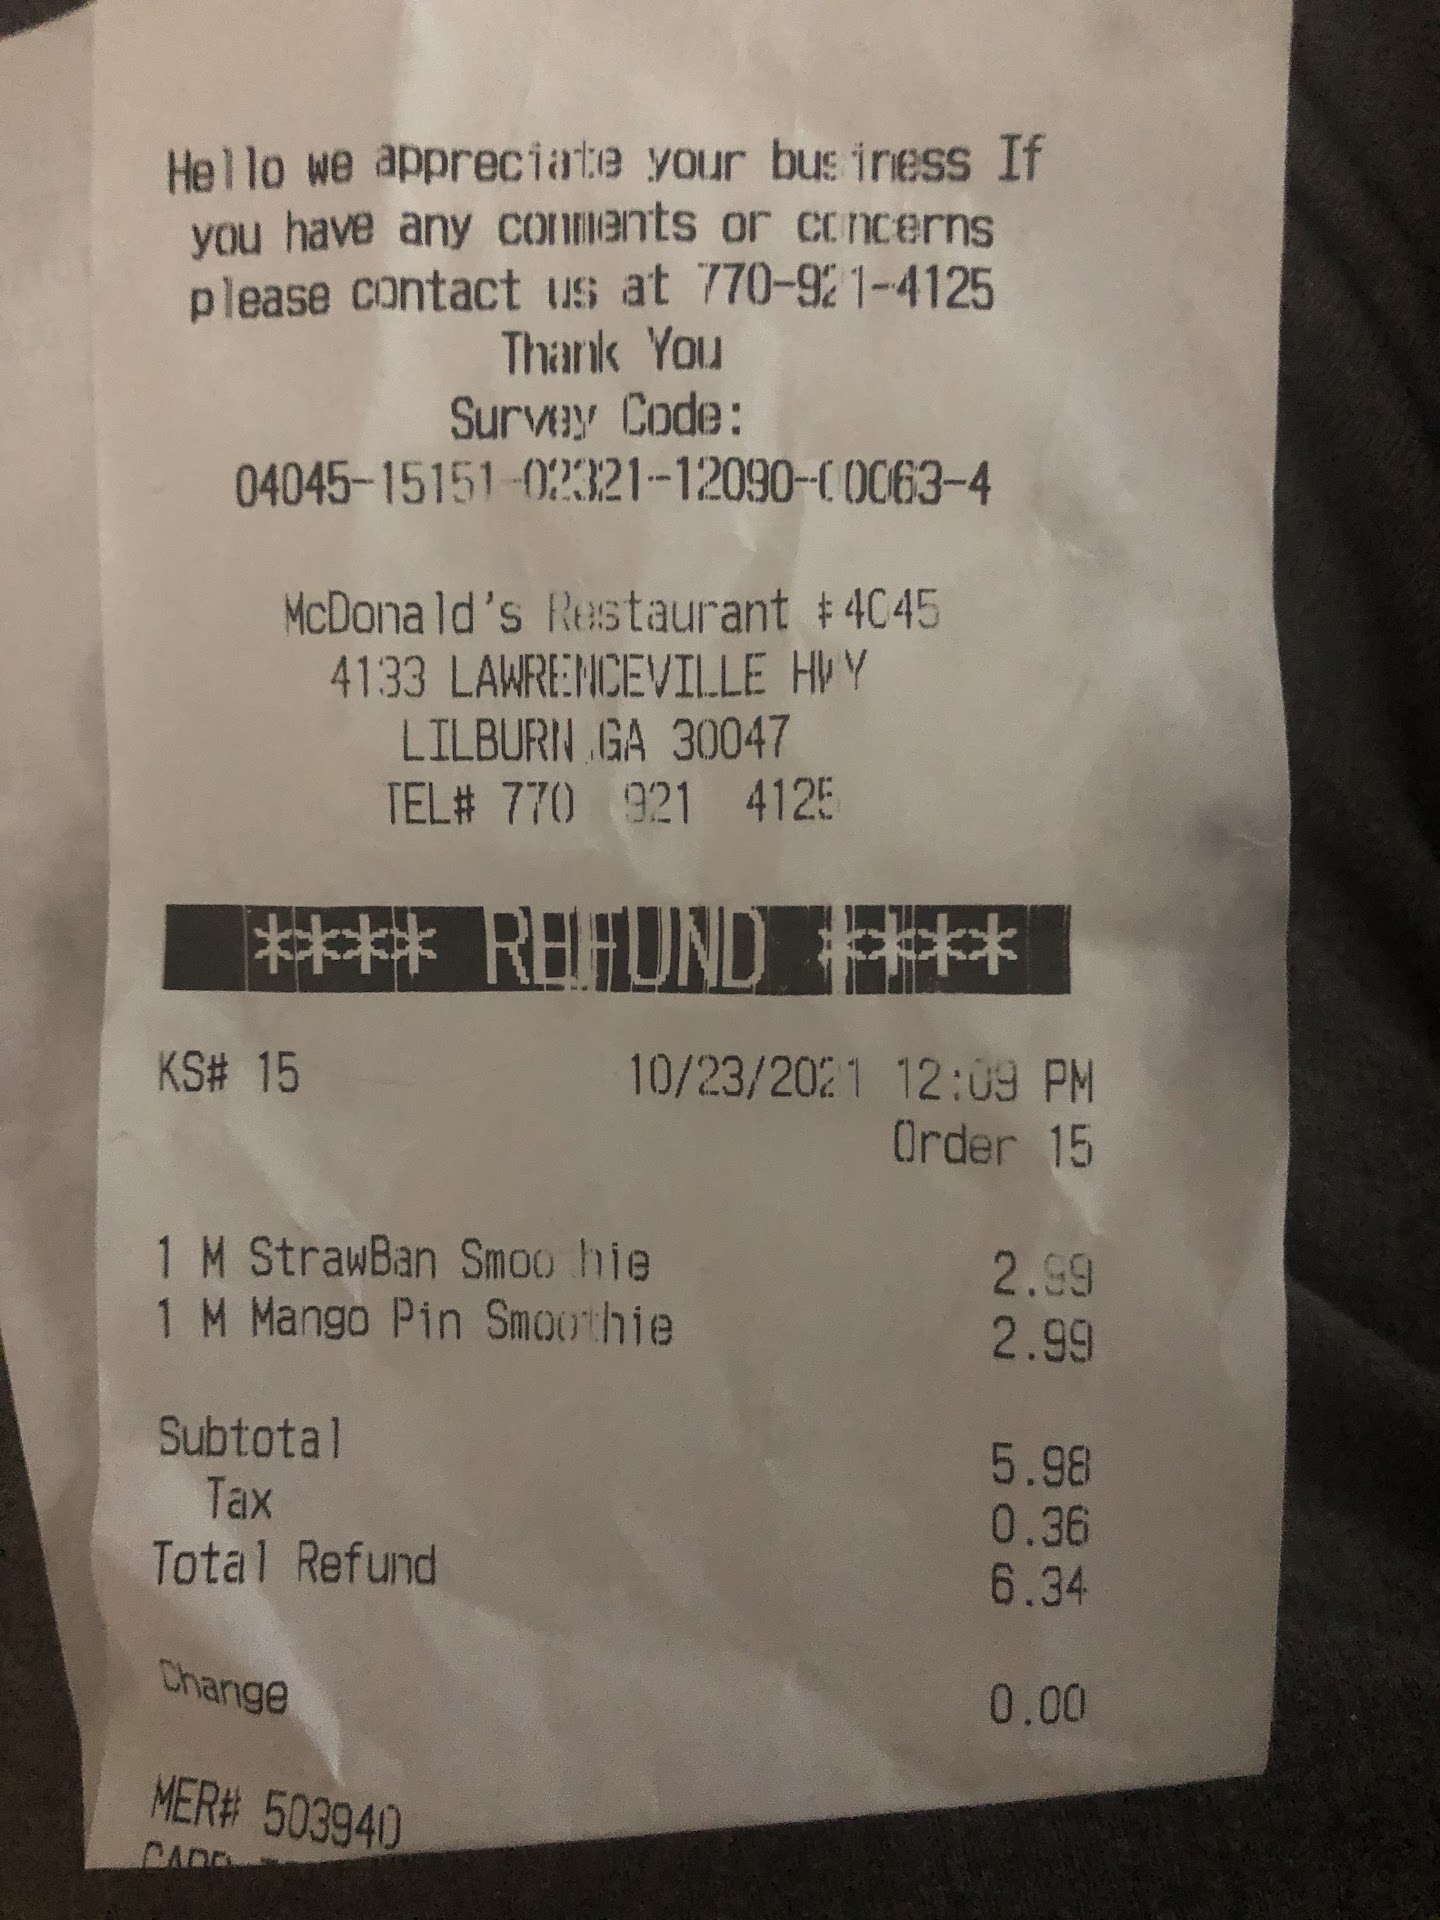 Hello we appreciate your business If
you have any comments or concerns
please contact us at 770-921-4125
Thank You
Survey Code:
04045-15151-02321-12090-00063-4
McDonald's Restaurant #4045
4133 LAWRENCEVILLE HWY
LILBURN,GA 30047
TEL# 770 921 4125
**** REFUND ****
KS# 15 10/23/2021 12:09 PM
Order 15
1 M StrawBan Smoothie 2.99
1 M Mango Pin Smoothie 2.99
Subtotal 5.98
Tax 0.36
Total Refund 6.34
Change 0.00
MER# 503940